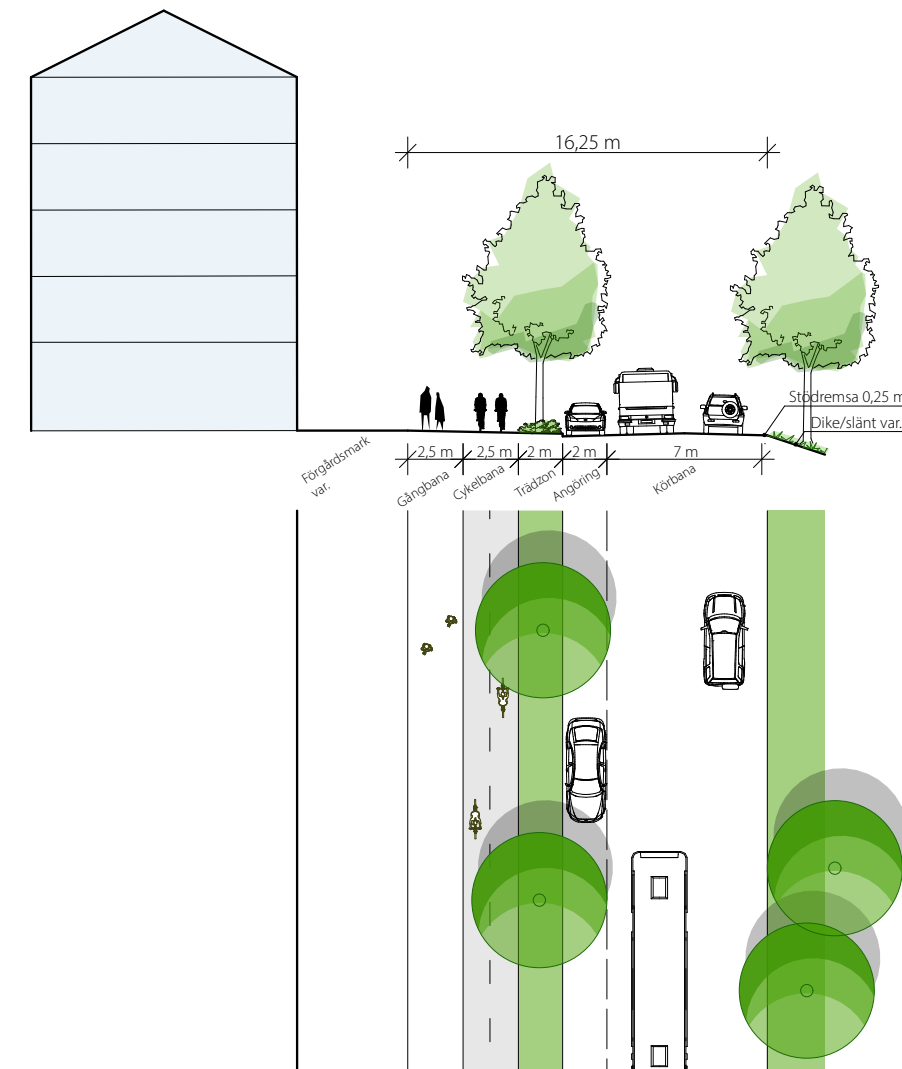 16,25 m
Stödremsa 0,25 m
Dike/slänt var.
2,5 m
2,5 m
2 m
2 m
7 m
Förgårdsmark
var.
Gångbana
Cykelbana
Trädzon
Angöring
Körbana